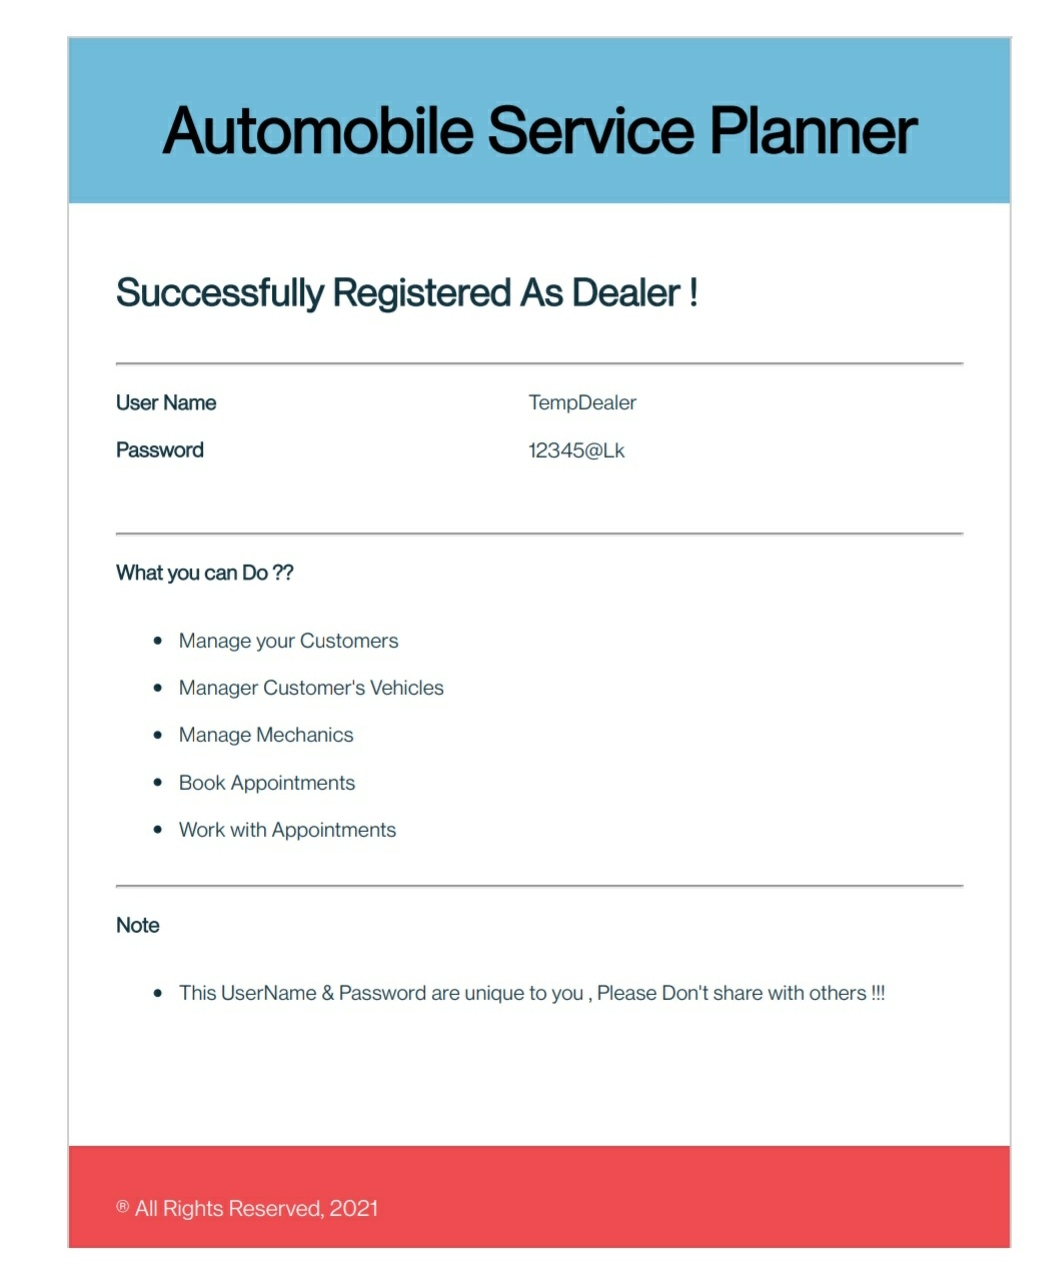 Automobile Service Planner
Successfully Registered As Dealer !
User Name TempDealer
Password 12345@Lk
What you can Do ??
• Manage your Customers
• Manager Customer's Vehicles
• Manage Mechanics
• Book Appointments
• Work with Appointments
Note
• This UserName & Password are unique to you , Please Don't share with others !!!
® All Rights Reserved, 2021